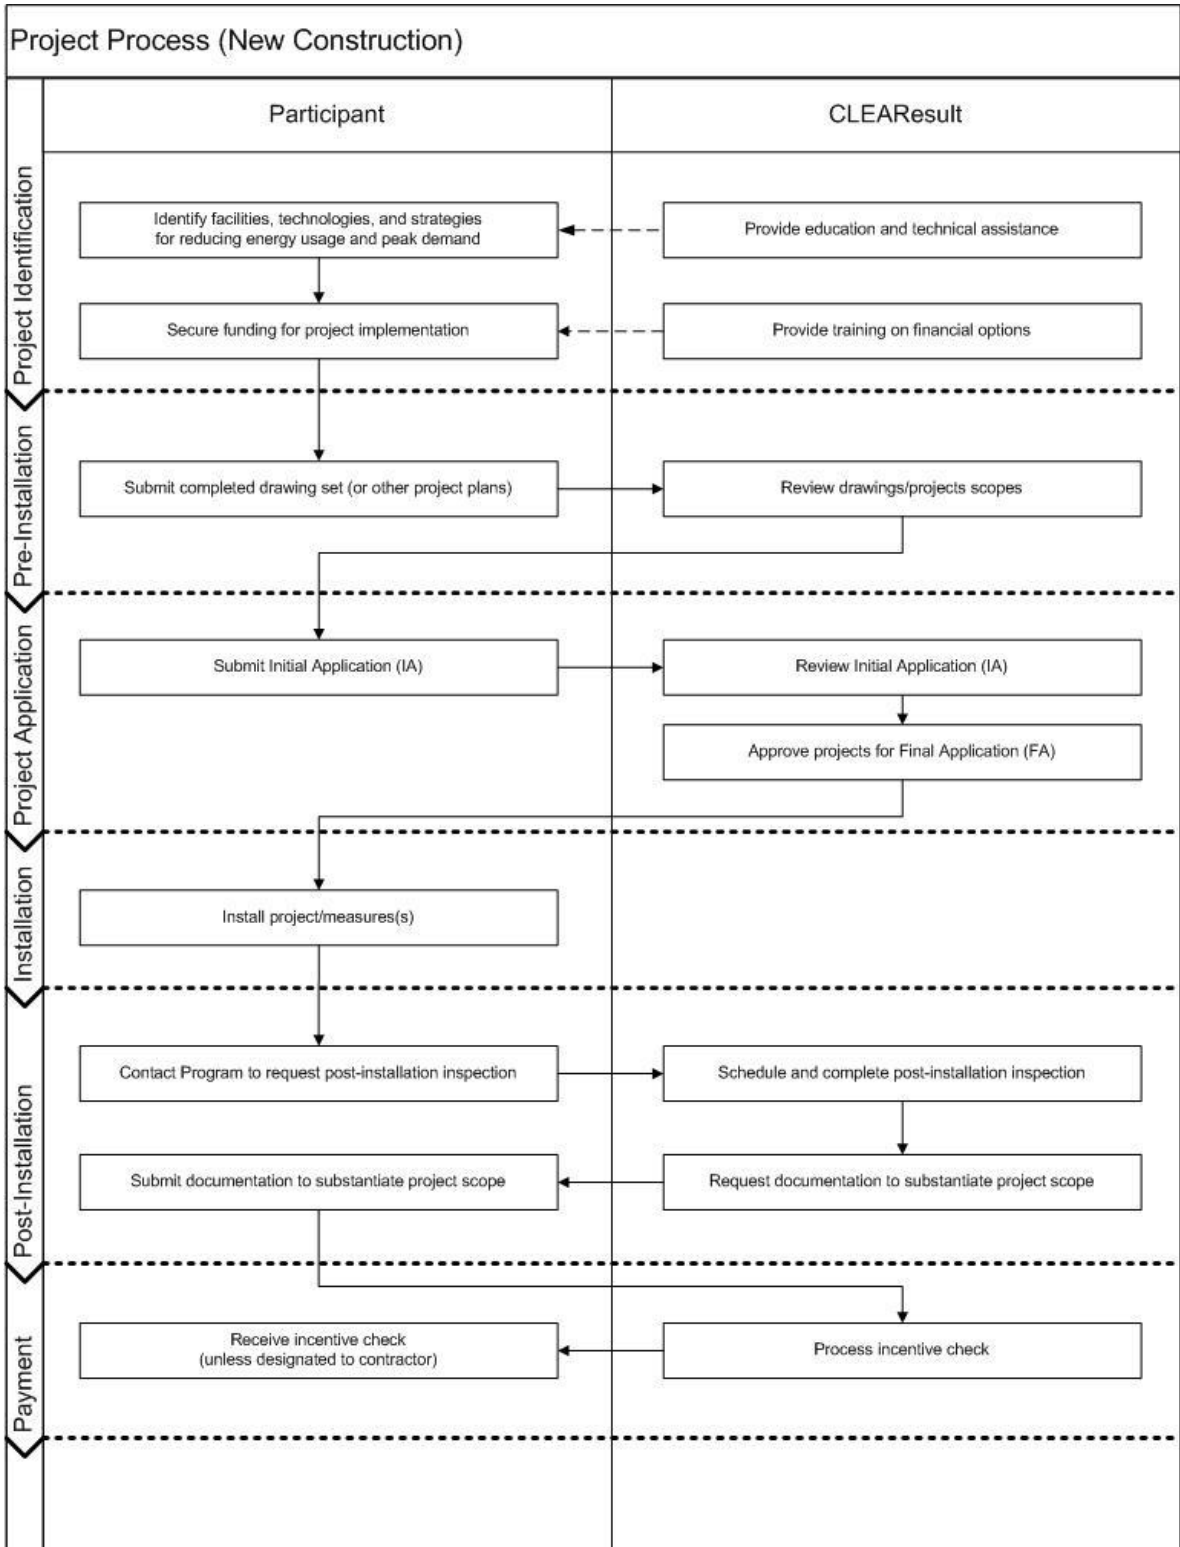 Project Process (New Construction)
Participant
CLEAResult
Project Identification
Identify facilities, technologies, and strategies
for reducing energy usage and peak demand
Provide education and technical assistance
Secure funding for project implementation
Provide training on financial options
Pre-Installation
Submit completed drawing set (or other project plans)
Review drawings/projects scopes
Project Application
Submit Initial Application (IA)
Review Initial Application (IA)
Approve projects for Final Application (FA)
Installation
Install project/measures(s)
Post-Installation
Contact Program to request post-installation inspection
Schedule and complete post-installation inspection
Submit documentation to substantiate project scope
Request documentation to substantiate project scope
Payment
Receive incentive check
(unless designated to contractor)
Process incentive check